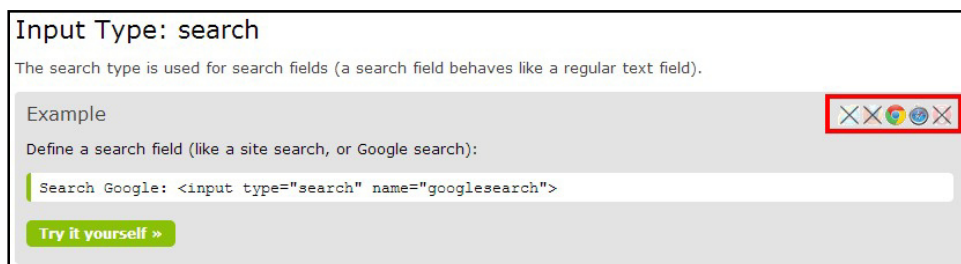 Input Type: search
The search type is used for search fields (a search field behaves like a regular text field).
Example
Define a search field (like a site search, or Google search):
Search Google: <input type="search" name="googlesearch">
Try it yourself »